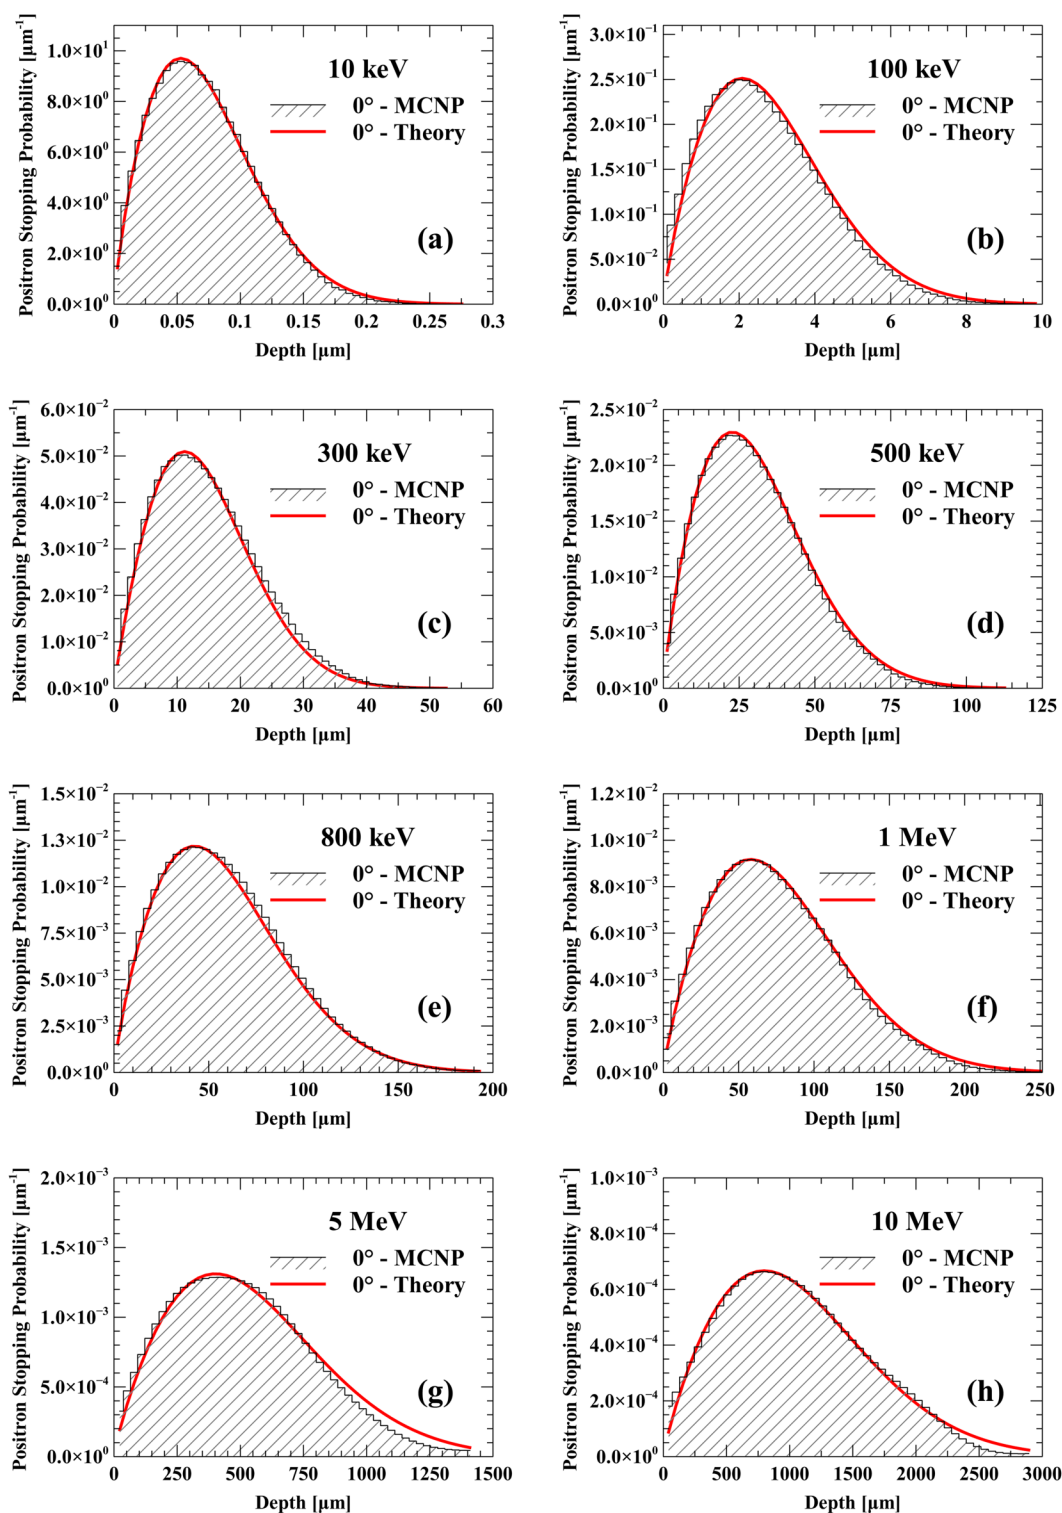 Positron Stopping Probability [µm⁻¹]
1.0×10¹
8.0×10⁰
6.0×10⁰
4.0×10⁰
2.0×10⁰
0.0×10⁰
10 keV
0° - MCNP
0° - Theory
(a)
0 0.05 0.1 0.15 0.2 0.25 0.3
Depth [µm]
Positron Stopping Probability [µm⁻¹]
3.0×10⁻¹
2.5×10⁻¹
2.0×10⁻¹
1.5×10⁻¹
1.0×10⁻¹
5.0×10⁻²
0.0×10⁰
100 keV
0° - MCNP
0° - Theory
(b)
0 2 4 6 8 10
Depth [µm]
Positron Stopping Probability [µm⁻¹]
6.0×10⁻²
5.0×10⁻²
4.0×10⁻²
3.0×10⁻²
2.0×10⁻²
1.0×10⁻²
0.0×10⁰
300 keV
0° - MCNP
0° - Theory
(c)
0 10 20 30 40 50 60
Depth [µm]
Positron Stopping Probability [µm⁻¹]
2.5×10⁻²
2.0×10⁻²
1.5×10⁻²
1.0×10⁻²
5.0×10⁻³
0.0×10⁰
500 keV
0° - MCNP
0° - Theory
(d)
0 25 50 75 100 125
Depth [µm]
Positron Stopping Probability [µm⁻¹]
1.5×10⁻²
1.3×10⁻²
1.0×10⁻²
7.5×10⁻³
5.0×10⁻³
2.5×10⁻³
0.0×10⁰
800 keV
0° - MCNP
0° - Theory
(e)
0 50 100 150 200
Depth [µm]
Positron Stopping Probability [µm⁻¹]
1.2×10⁻²
9.0×10⁻³
6.0×10⁻³
4.0×10⁻³
2.0×10⁻³
0.0×10⁰
1 MeV
0° - MCNP
0° - Theory
(f)
0 50 100 150 200 250
Depth [µm]
Positron Stopping Probability [µm⁻¹]
2.0×10⁻³
1.5×10⁻³
1.0×10⁻³
5.0×10⁻⁴
0.0×10⁰
5 MeV
0° - MCNP
0° - Theory
(g)
0 250 500 750 1000 1250 1500
Depth [µm]
Positron Stopping Probability [µm⁻¹]
1.0×10⁻³
8.0×10⁻⁴
6.0×10⁻⁴
4.0×10⁻⁴
2.0×10⁻⁴
0.0×10⁰
10 MeV
0° - MCNP
0° - Theory
(h)
0 500 1000 1500 2000 2500 3000
Depth [µm]